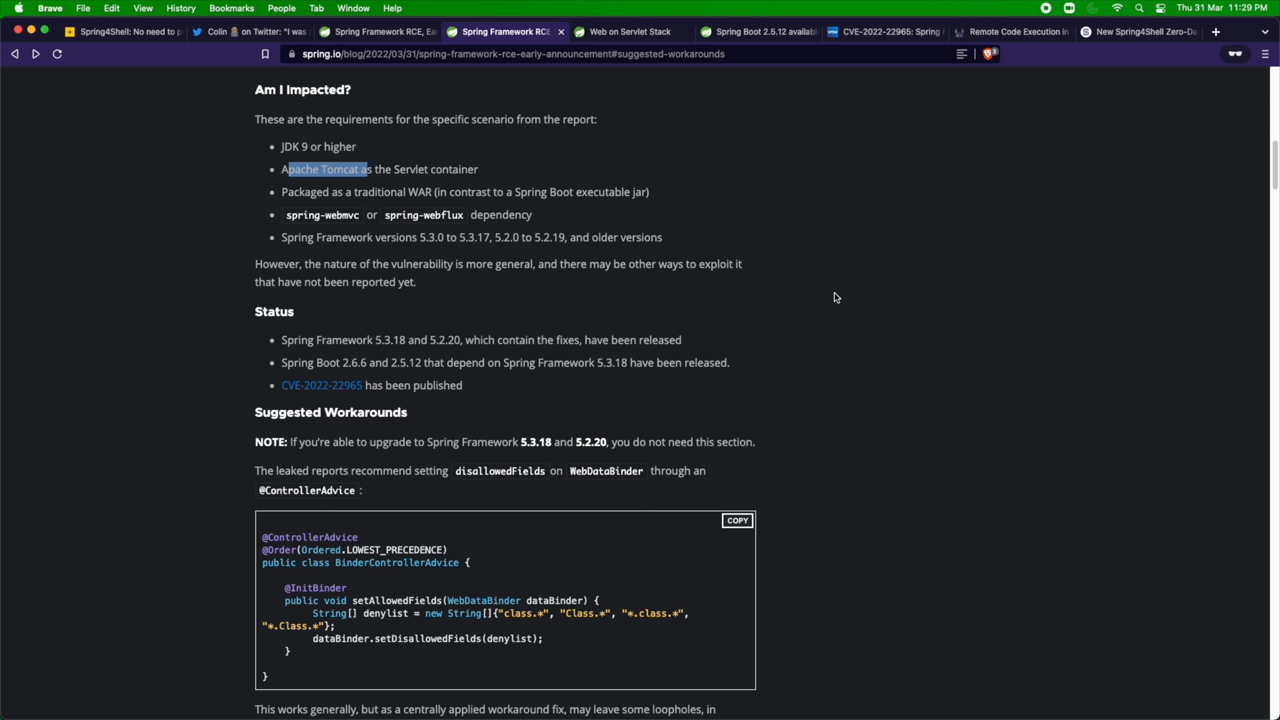 Brave File Edit View History Bookmarks People Tab Window Help Thu 31 Mar 11:29 PM
Spring4Shell: No need to p Colin on Twitter: "I was Spring Framework RCE, Ea Spring Framework RCE, Web on Servlet Stack Spring Boot 2.5.12 availab CVE-2022-22965: Spring Remote Code Execution in New Spring4Shell Zero-Da
spring.io/blog/2022/03/31/spring-framework-rce-early-announcement#suggested-workarounds
Am I Impacted?
These are the requirements for the specific scenario from the report:
• JDK 9 or higher
• Apache Tomcat as the Servlet container
• Packaged as a traditional WAR (in contrast to a Spring Boot executable jar)
• spring-webmvc or spring-webflux dependency
• Spring Framework versions 5.3.0 to 5.3.17, 5.2.0 to 5.2.19, and older versions
However, the nature of the vulnerability is more general, and there may be other ways to exploit it
that have not been reported yet.
Status
• Spring Framework 5.3.18 and 5.2.20, which contain the fixes, have been released
• Spring Boot 2.6.6 and 2.5.12 that depend on Spring Framework 5.3.18 have been released.
• CVE-2022-22965 has been published
Suggested Workarounds
NOTE: If you're able to upgrade to Spring Framework 5.3.18 and 5.2.20, you do not need this section.
The leaked reports recommend setting disallowedFields on WebDataBinder through an
@ControllerAdvice :
COPY
@ControllerAdvice
@Order(Ordered.LOWEST_PRECEDENCE)
public class BinderControllerAdvice {
@InitBinder
public void setAllowedFields(WebDataBinder dataBinder) {
String[] denylist = new String[]{"class.*", "Class.*", "*.class.*",
"*.Class.*"};
dataBinder.setDisallowedFields(denylist);
}
}
This works generally, but as a centrally applied workaround fix, may leave some loopholes, in